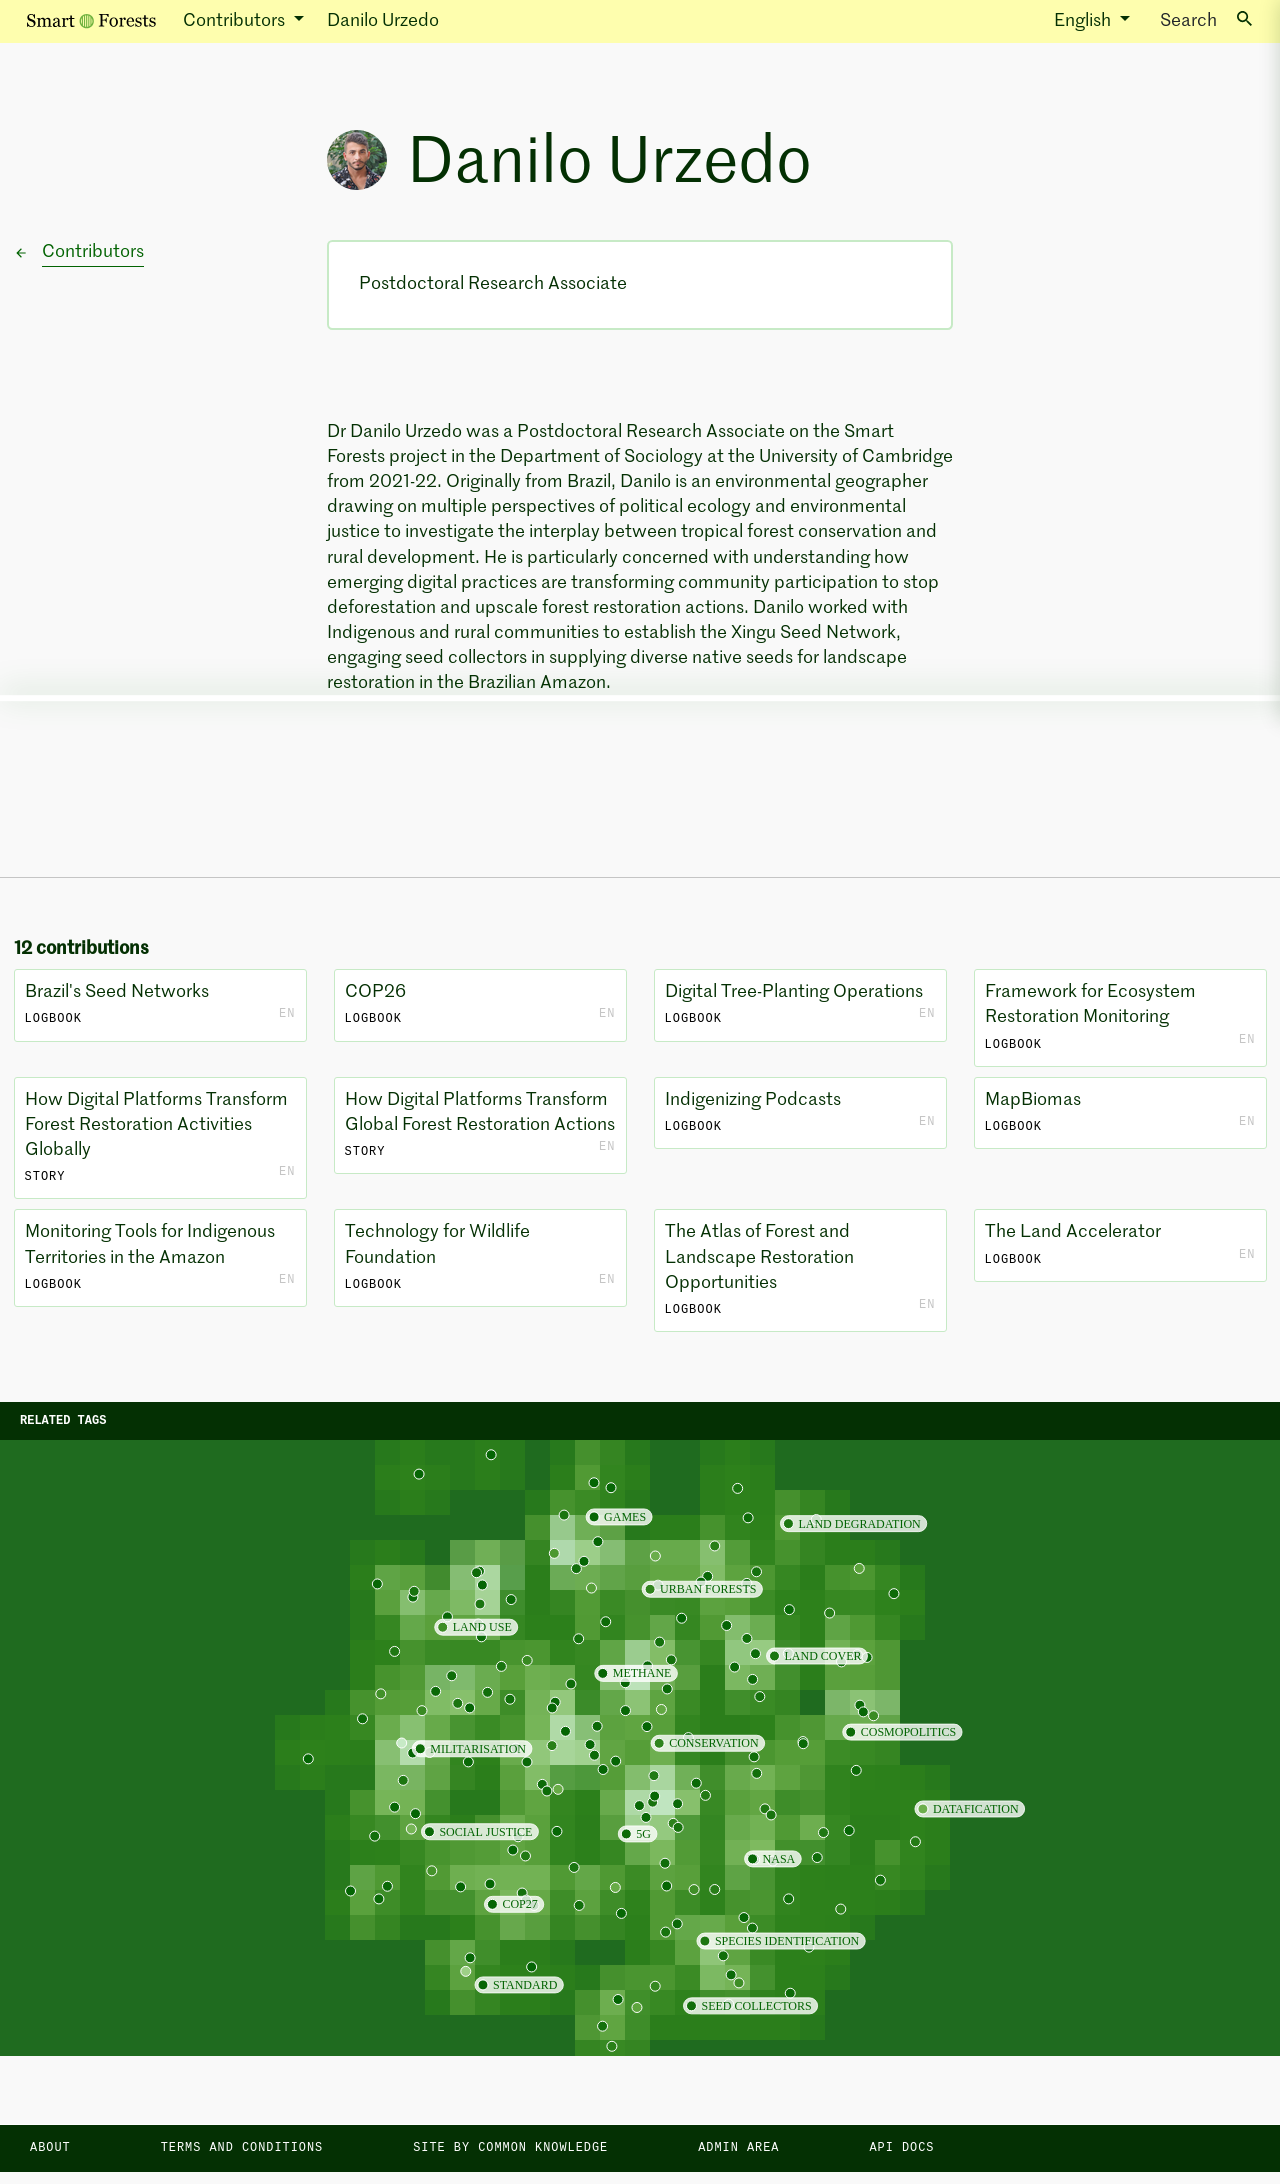 Smart Forests Contributors Danilo Urzedo English Search
Danilo Urzedo
Contributors
Postdoctoral Research Associate
Dr Danilo Urzedo was a Postdoctoral Research Associate on the Smart
Forests project in the Department of Sociology at the University of Cambridge
from 2021-22. Originally from Brazil, Danilo is an environmental geographer
drawing on multiple perspectives of political ecology and environmental
justice to investigate the interplay between tropical forest conservation and
rural development. He is particularly concerned with understanding how
emerging digital practices are transforming community participation to stop
deforestation and upscale forest restoration actions. Danilo worked with
Indigenous and rural communities to establish the Xingu Seed Network,
engaging seed collectors in supplying diverse native seeds for landscape
restoration in the Brazilian Amazon.
12 contributions
Brazil's Seed Networks
LOGBOOK EN
COP26
LOGBOOK EN
Digital Tree-Planting Operations
LOGBOOK EN
Framework for Ecosystem
Restoration Monitoring
LOGBOOK EN
How Digital Platforms Transform
Forest Restoration Activities
Globally
STORY EN
How Digital Platforms Transform
Global Forest Restoration Actions
STORY EN
Indigenizing Podcasts
LOGBOOK EN
MapBiomas
LOGBOOK EN
Monitoring Tools for Indigenous
Territories in the Amazon
LOGBOOK EN
Technology for Wildlife
Foundation
LOGBOOK EN
The Atlas of Forest and
Landscape Restoration
Opportunities
LOGBOOK EN
The Land Accelerator
LOGBOOK EN
RELATED TAGS
GAMES
LAND DEGRADATION
URBAN FORESTS
LAND USE
LAND COVER
METHANE
COSMOPOLITICS
CONSERVATION
MILITARISATION
DATAFICATION
SOCIAL JUSTICE
5G
NASA
COP27
SPECIES IDENTIFICATION
STANDARD
SEED COLLECTORS
ABOUT TERMS AND CONDITIONS SITE BY COMMON KNOWLEDGE ADMIN AREA API DOCS